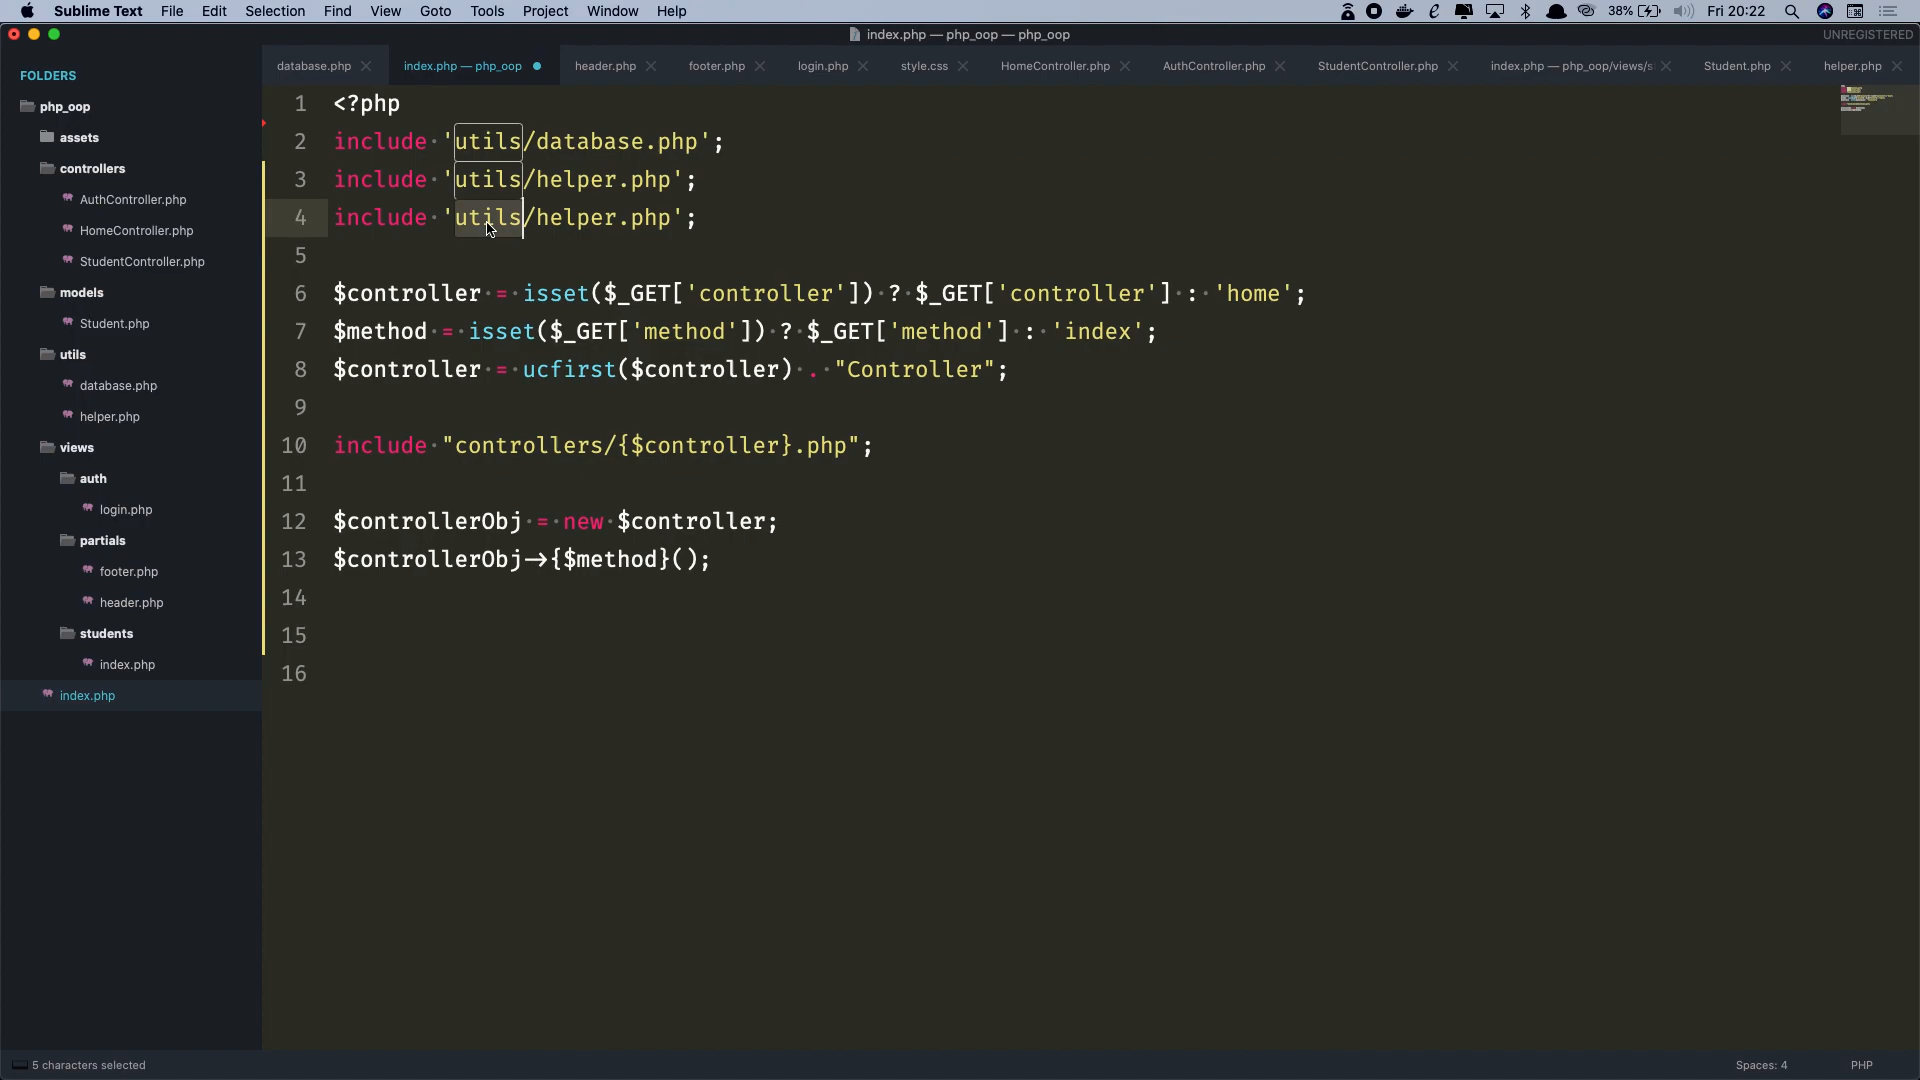 Sublime Text File Edit Selection Find View Goto Tools Project Window Help 38% Fri 20:22
index.php — php_oop — php_oop UNREGISTERED
FOLDERS
php_oop
assets
controllers
AuthController.php
HomeController.php
StudentController.php
models
Student.php
utils
database.php
helper.php
views
auth
login.php
partials
footer.php
header.php
students
index.php
index.php
database.php index.php — php_oop header.php footer.php login.php style.css HomeController.php AuthController.php StudentController.php index.php — php_oop/views/s Student.php helper.php
1 <?php
2 include 'utils/database.php';
3 include 'utils/helper.php';
4 include 'utils/helper.php';
5
6 $controller = isset($_GET['controller']) ? $_GET['controller'] : 'home';
7 $method = isset($_GET['method']) ? $_GET['method'] : 'index';
8 $controller = ucfirst($controller) . "Controller";
9
10 include "controllers/{$controller}.php";
11
12 $controllerObj = new $controller;
13 $controllerObj->{$method}();
14
15
16
5 characters selected Spaces: 4 PHP